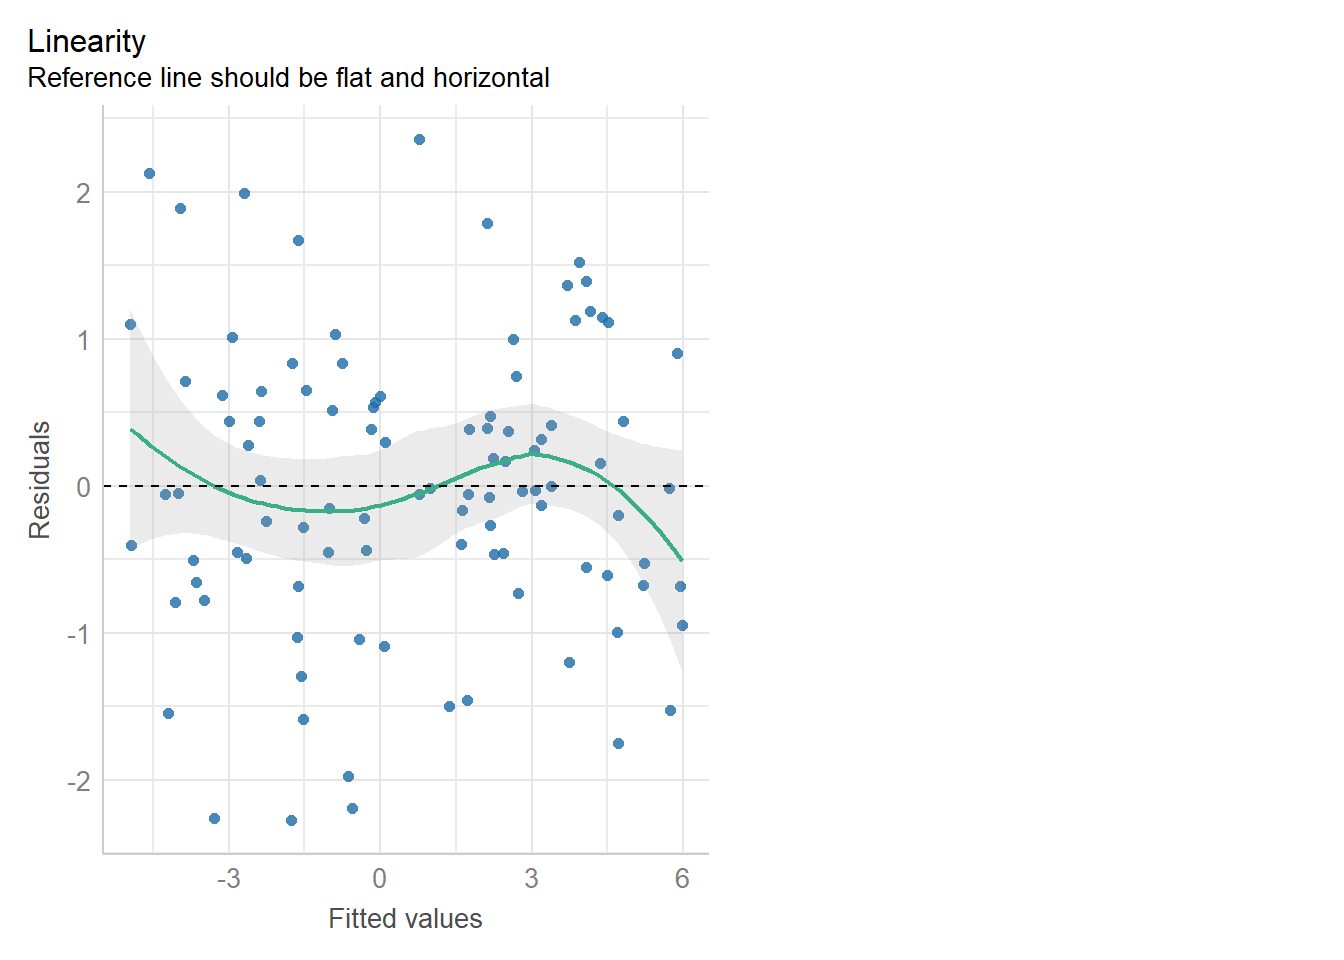 Linearity
Reference line should be flat and horizontal
2
1
0
-1
-2
Residuals
-3 0 3 6
Fitted values